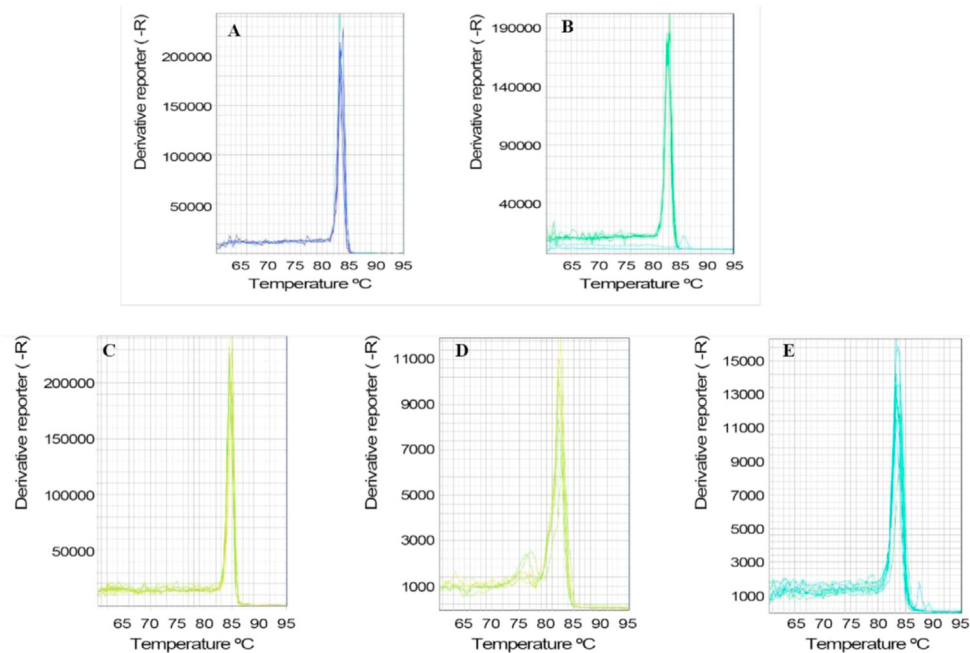 A
Derivative reporter ( -R)
200000
150000
100000
50000
65 70 75 80 85 90 95
Temperature ºC
B
Derivative reporter ( -R)
190000
140000
90000
40000
65 70 75 80 85 90 95
Temperature ºC
C
Derivative reporter ( -R)
200000
150000
100000
50000
65 70 75 80 85 90 95
Temperature ºC
D
Derivative reporter ( -R)
11000
9000
7000
5000
3000
1000
65 70 75 80 85 90 95
Temperature ºC
E
Derivative reporter ( -R)
15000
13000
11000
9000
7000
5000
3000
1000
65 70 75 80 85 90 95
Temperature ºC